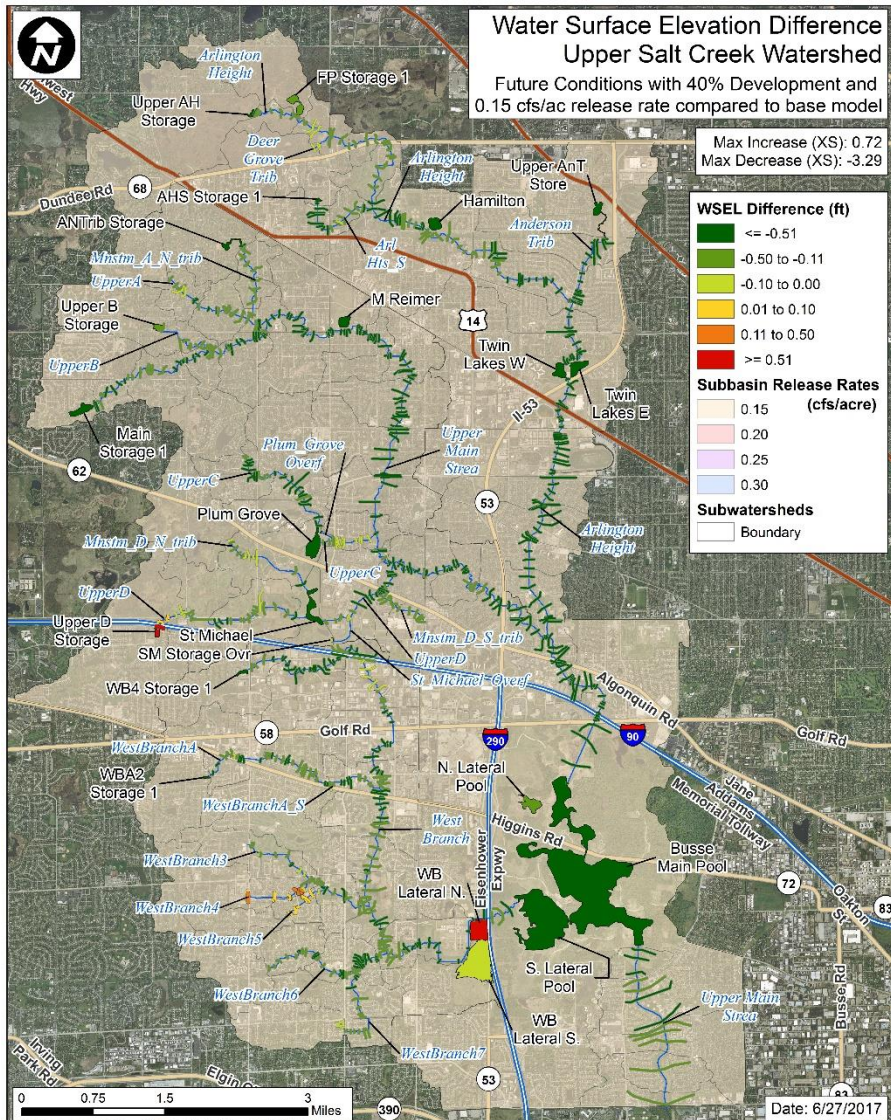 Water Surface Elevation Difference
Upper Salt Creek Watershed
Future Conditions with 40% Development and
0.15 cfs/ac release rate compared to base model
Max Increase (XS): 0.72
Max Decrease (XS): -3.29
WSEL Difference (ft)
<= -0.51
-0.50 to -0.11
-0.10 to 0.00
0.01 to 0.10
0.11 to 0.50
>= 0.51
Subbasin Release Rates
(cfs/acre)
0.15
0.20
0.25
0.30
Subwatersheds
Boundary
N
Hwy
Arlington
Height
FP Storage 1
Upper AH
Storage
Deer
Grove
Trib
Dundee Rd
68
AHS Storage 1
Arlington
Height
Upper AnT
Store
Hamilton
Anderson
Trib
ANTrib Storage
Arl
Hts_S
Mnstm_A_N_trib
UpperA
M Reimer
Upper B
Storage
14
UpperB
Twin
Lakes W
Twin
Lakes E
Il-53
Main
Storage 1
62
Plum_Grove
Overf
Upper
Main
Strea
UpperC
53
Plum Grove
Arlington
Height
Mnstm_D_N_trib
UpperC
UpperD
Upper D
Storage
St Michael
SM Storage Ovr
Mnstm_D_S_trib
UpperD
St_Michael_Overf
WB4 Storage 1
Algonquin Rd
58
Golf Rd
290
90
Golf Rd
WestBranchA
WBA2
Storage 1
N. Lateral
Pool
Jane
Addams
Memorial Tollway
WestBranchA_S
West
Branch
Higgins Rd
Busse
Main Pool
WestBranch3
Eisenhower
Expwy
WB
Lateral N.
72
Oakton
St
83
WestBranch4
WestBranch5
S. Lateral
Pool
WestBranch6
WB
Lateral S.
Upper Main
Strea
Busse Rd
WestBranch7
Irving
Park Rd
Elgin
53
83
390
0 0.75 1.5 3
Miles
Date: 6/27/2017